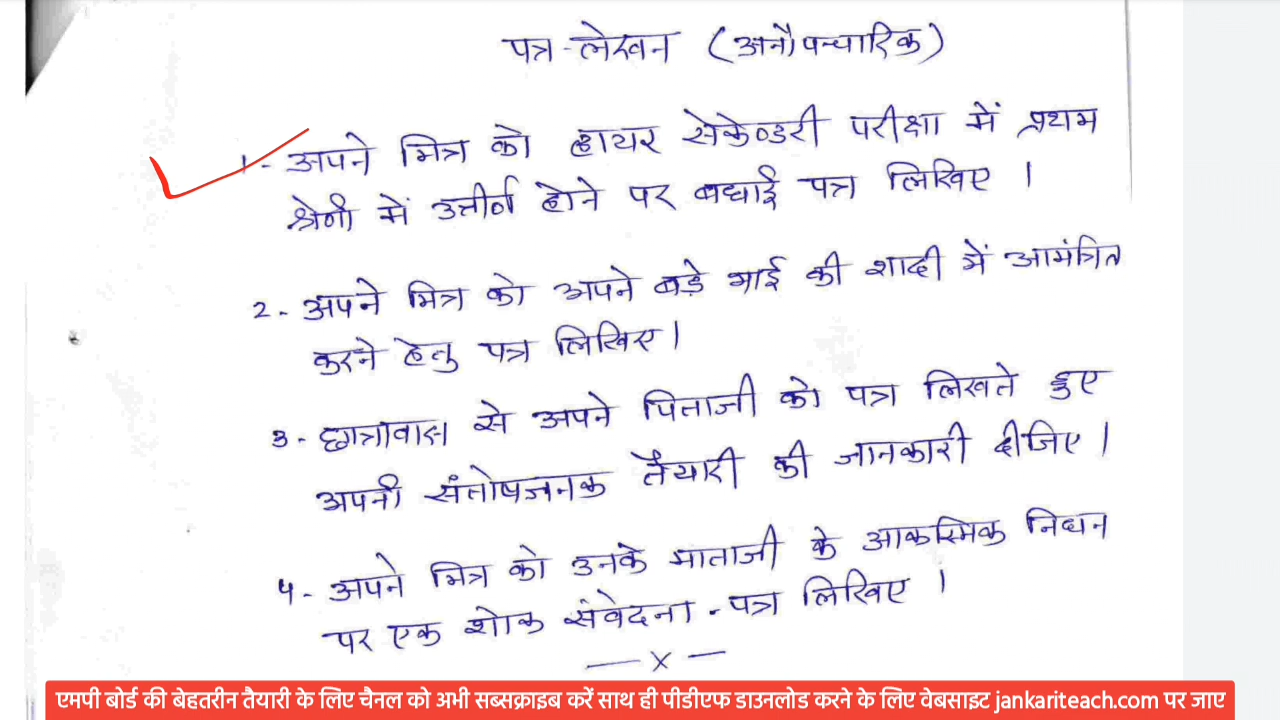 पत्र-लेखन (अनौपचारिक)
1- अपने मित्र को हायर सेकेण्डरी परीक्षा में प्रथम
श्रेणी में उत्तीर्ण होने पर बधाई पत्र लिखिए ।
2- अपने मित्र को अपने बड़े भाई की शादी में आमंत्रित
करने हेतु पत्र लिखिए।
3- छात्रावास से अपने पिताजी को पत्र लिखते हुए
अपनी संतोषजनक तैयारी की जानकारी दीजिए ।
4- अपने मित्र को उनके माताजी के आकस्मिक निधन
पर एक शोक संवेदना - पत्र लिखिए ।
— x —
एमपी बोर्ड की बेहतरीन तैयारी के लिए चैनल को अभी सब्सक्राइब करें साथ ही पीडीएफ डाउनलोड करने के लिए वेबसाइट jankariteach.com पर जाए